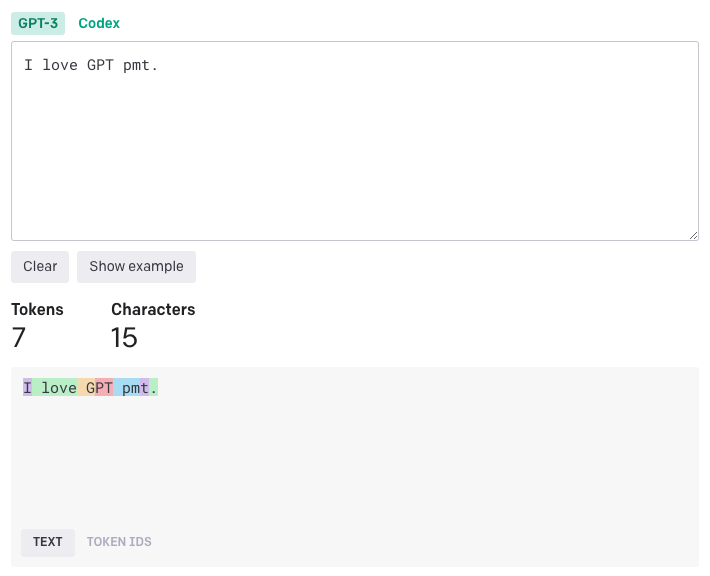 GPT-3 Codex
I love GPT pmt.
Clear Show example
Tokens Characters
7 15
I love GPT pmt.
TEXT TOKEN IDS